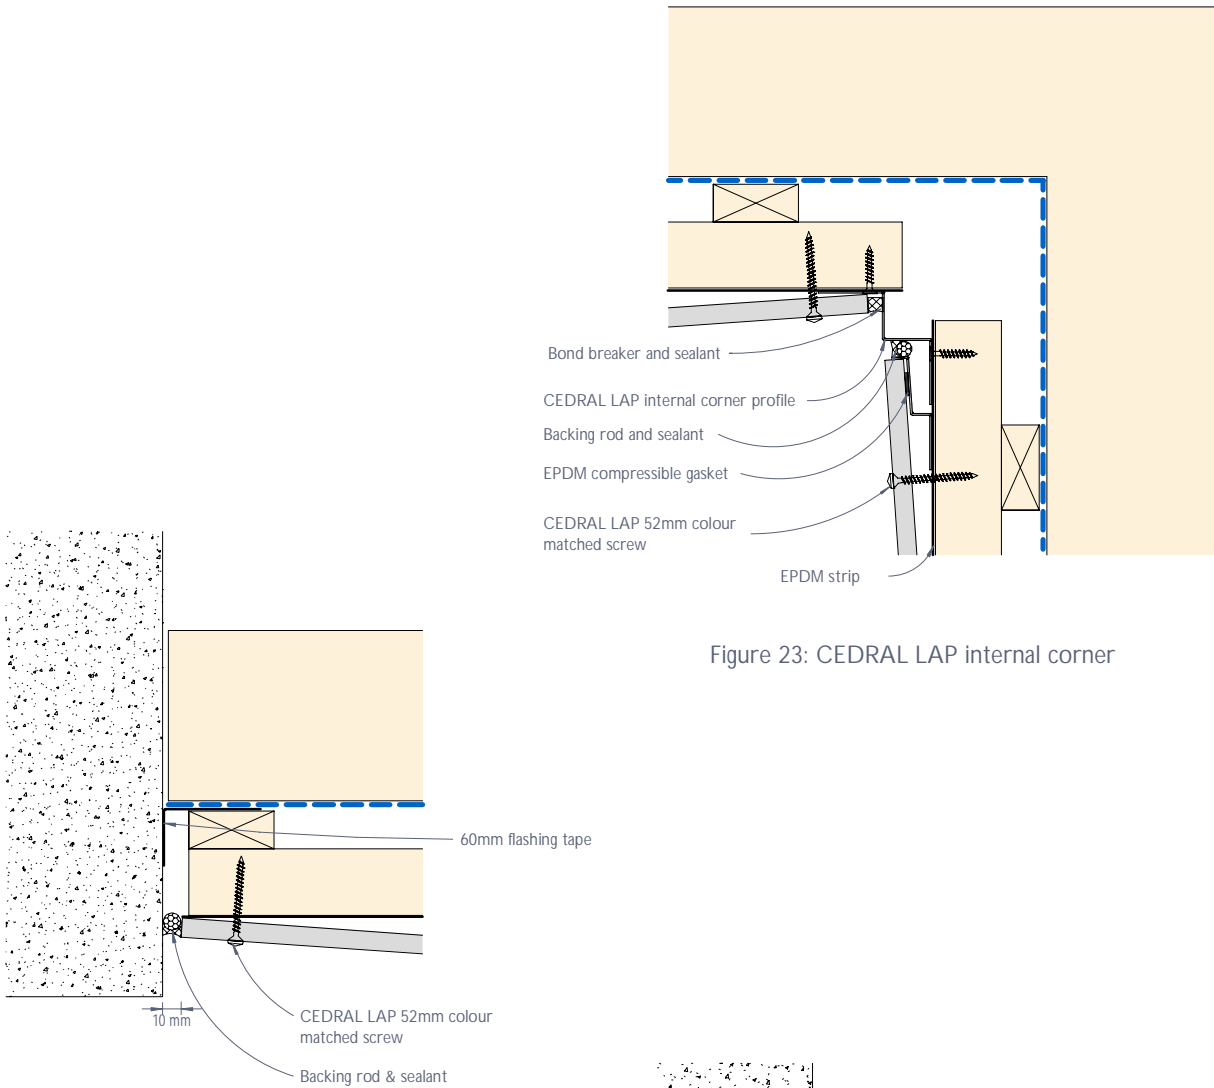 Bond breaker and sealant
CEDRAL LAP internal corner profile
Backing rod and sealant
EPDM compressible gasket
CEDRAL LAP 52mm colour
matched screw
EPDM strip
Figure 23: CEDRAL LAP internal corner
60mm flashing tape
10 mm
CEDRAL LAP 52mm colour
matched screw
Backing rod & sealant